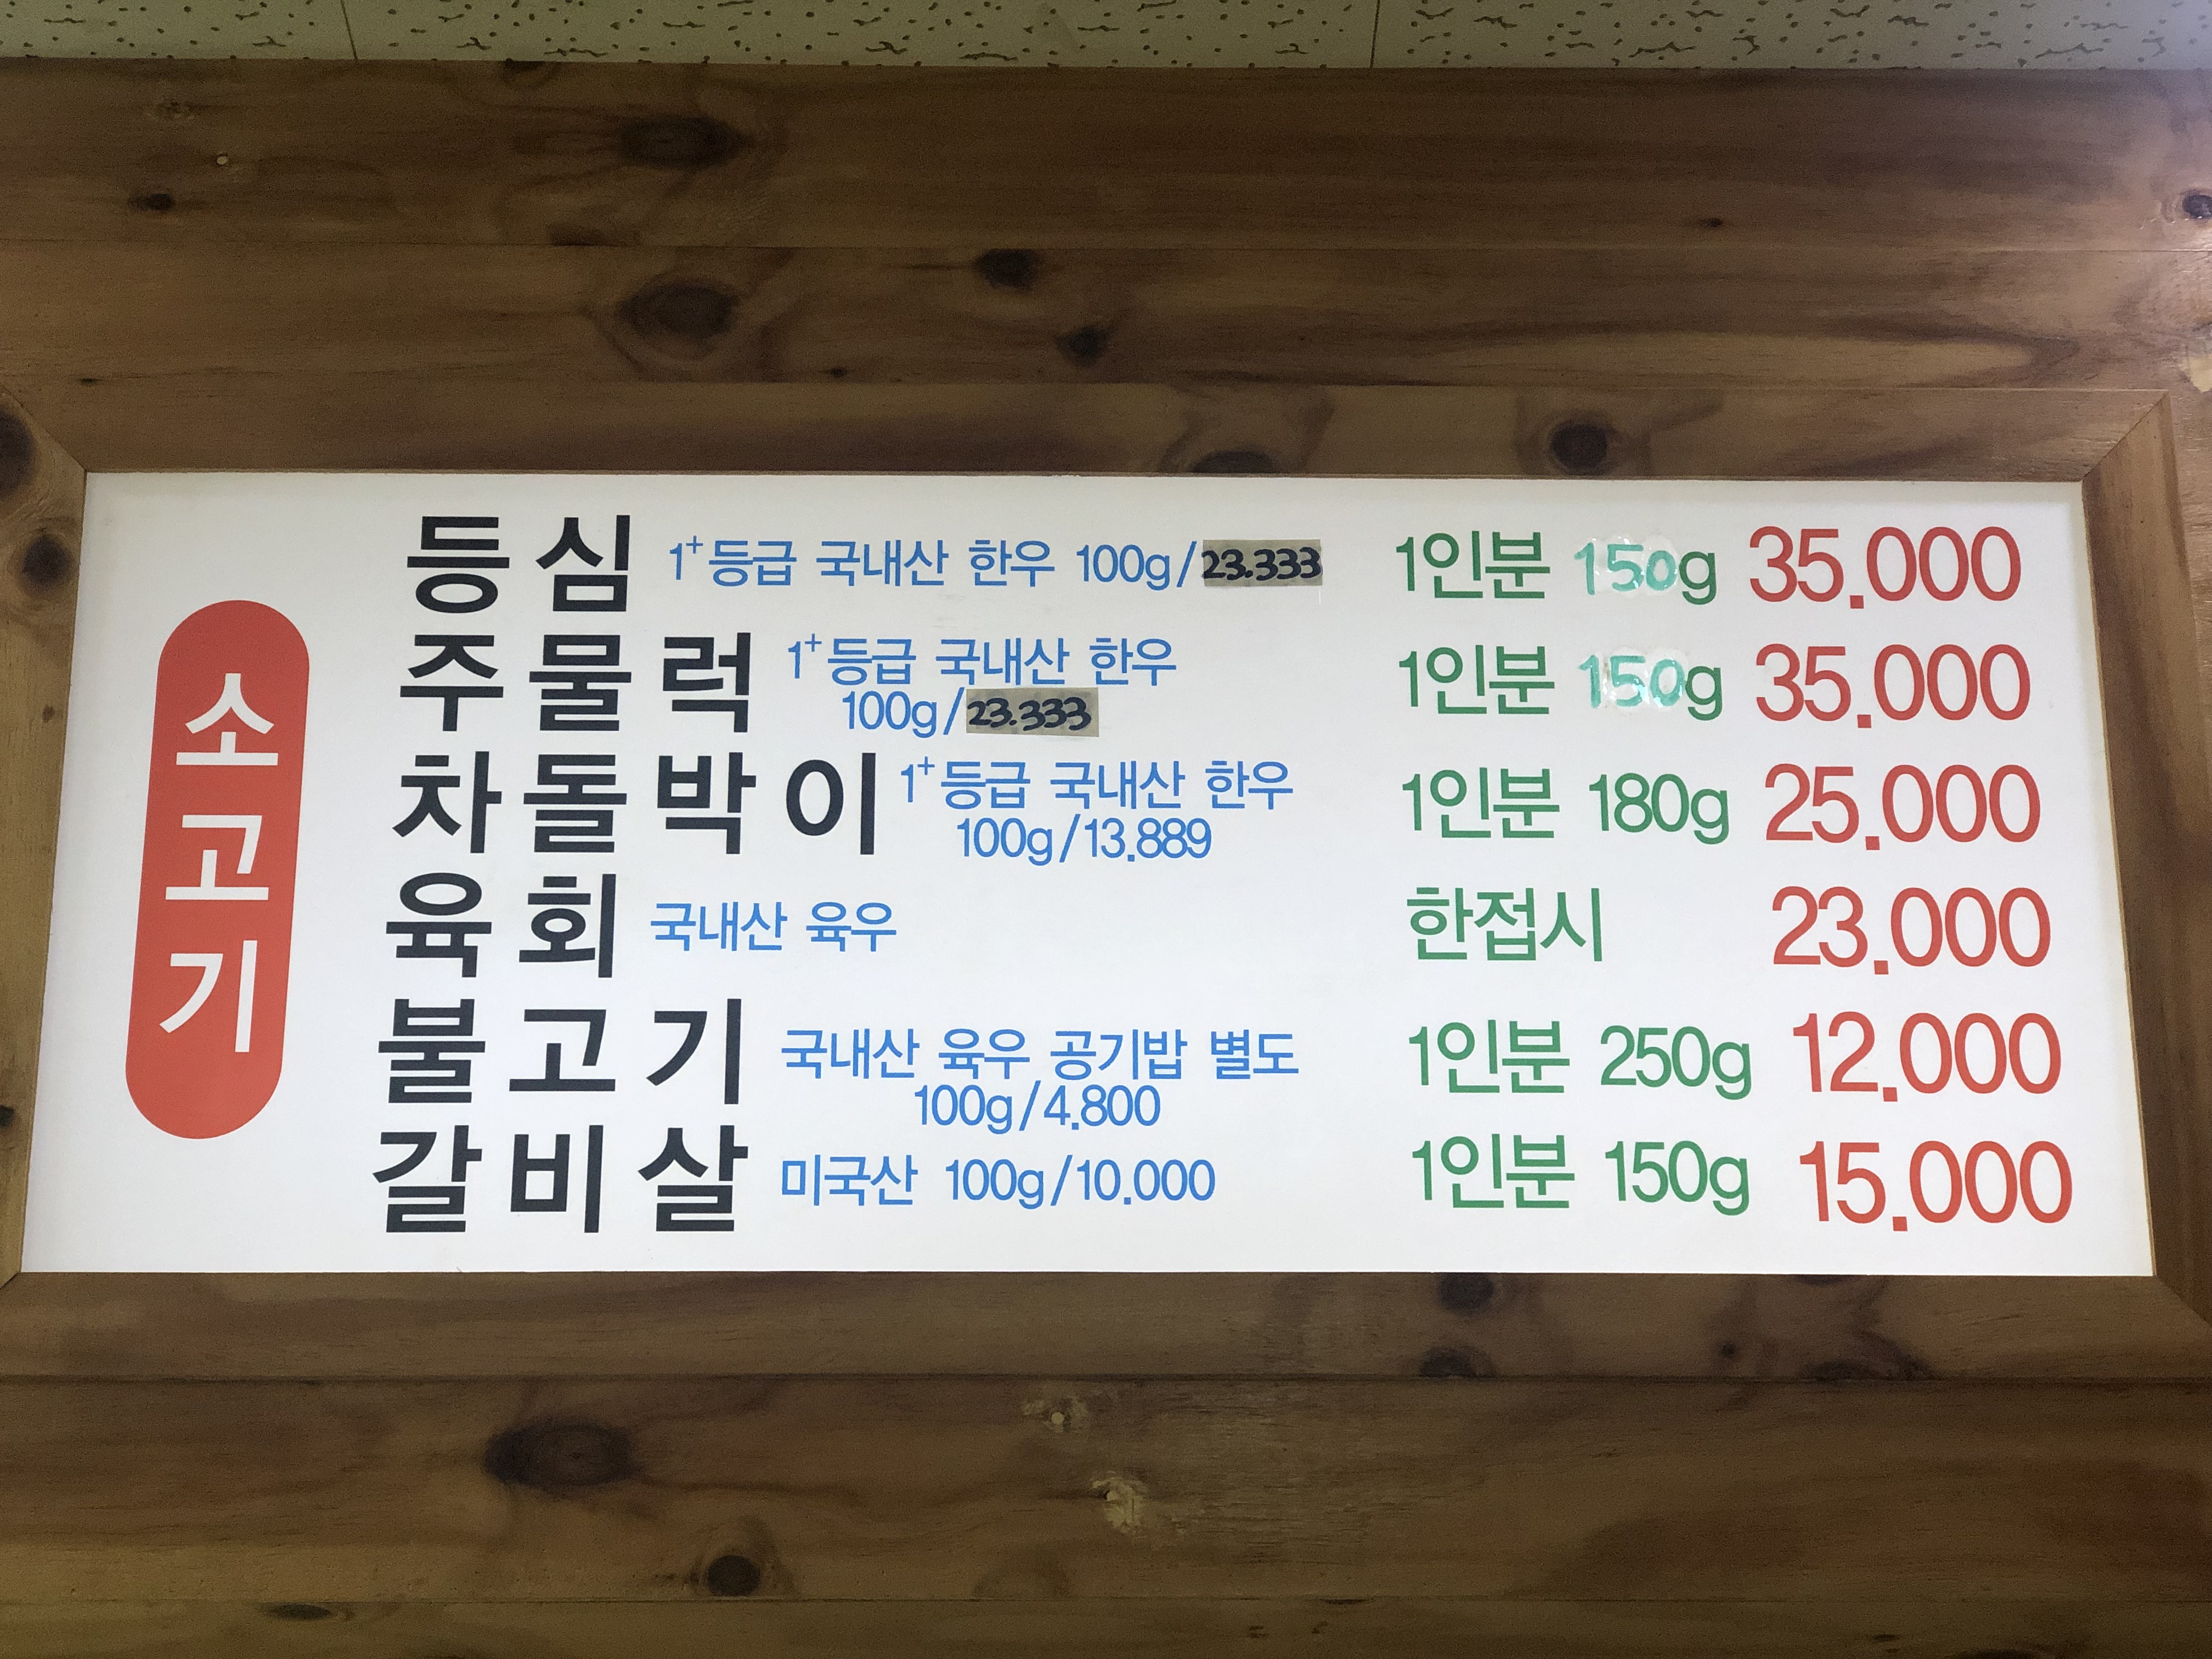 소고기
등심 1+등급 국내산 한우 100g/23.333 1인분 150g 35.000
주물럭 1+등급 국내산 한우 1인분 150g 35.000
100g/23.333
차돌박이 1+등급 국내산 한우 1인분 180g 25.000
100g/13.889
육회 국내산 육우 한접시 23.000
불고기 국내산 육우 공기밥 별도 1인분 250g 12.000
100g/4.800
갈비살 미국산 100g/10.000 1인분 150g 15.000